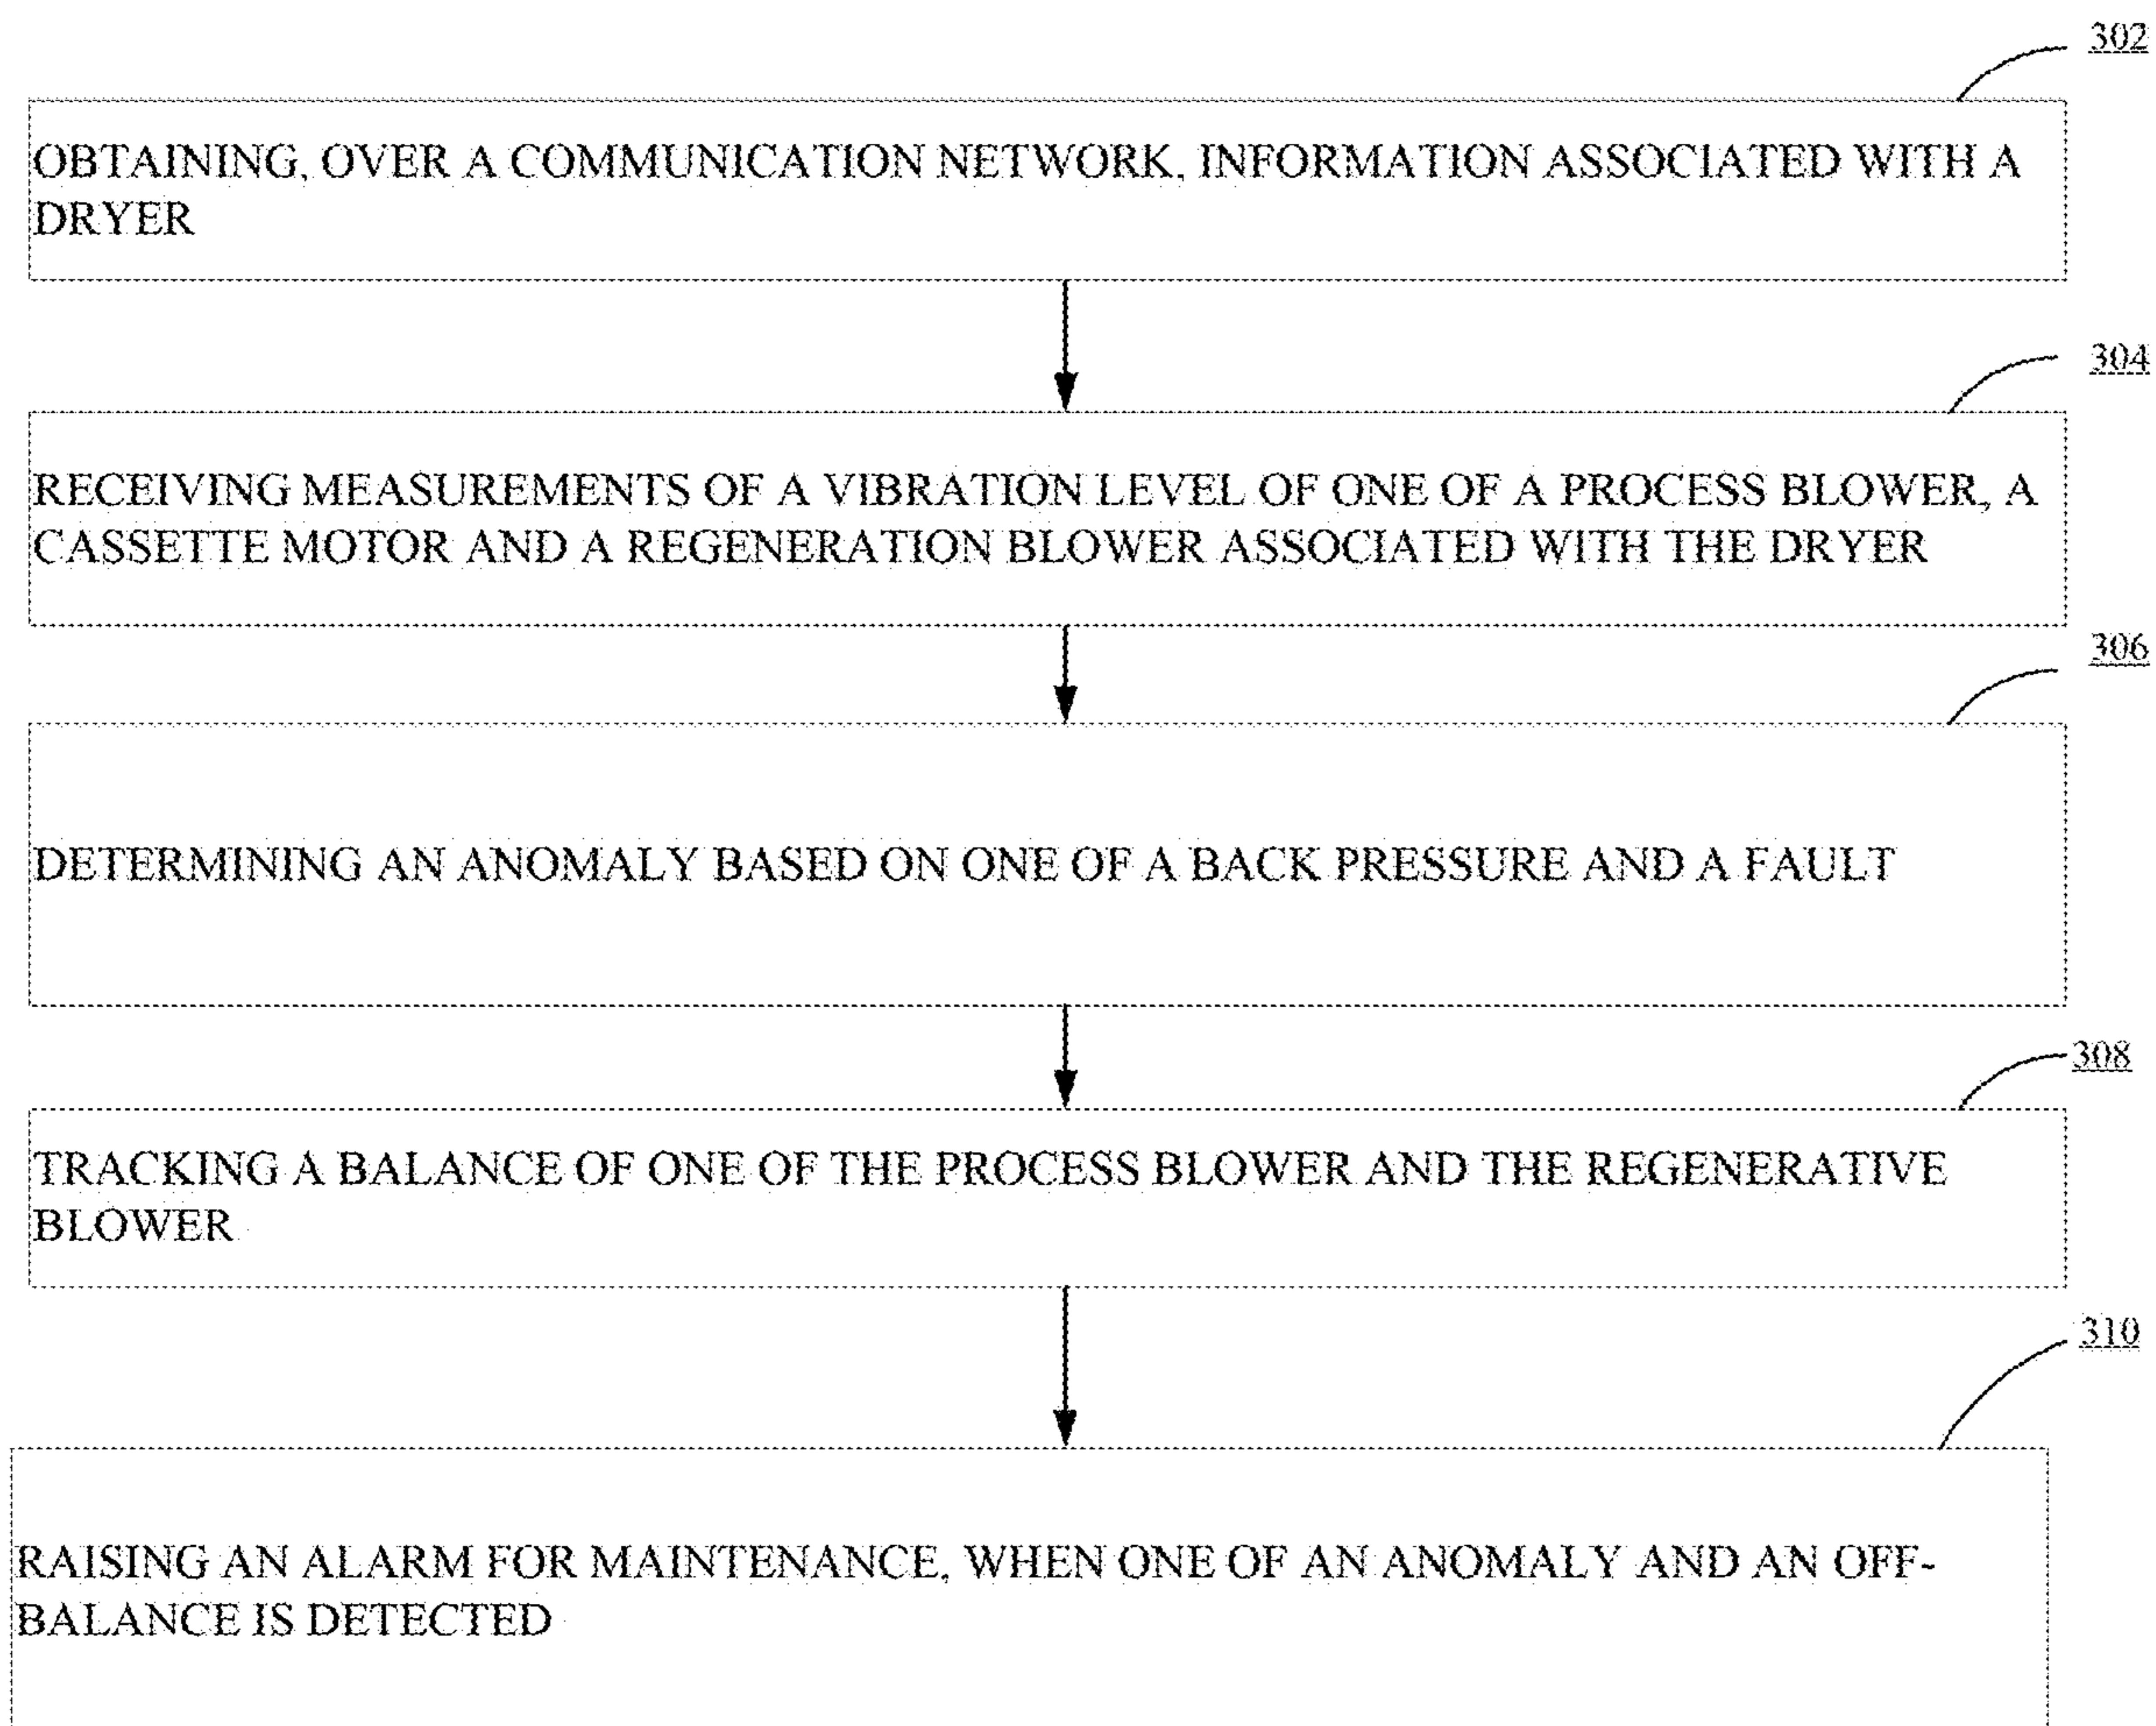 302
OBTAINING, OVER A COMMUNICATION NETWORK, INFORMATION ASSOCIATED WITH A
DRYER
304
RECEIVING MEASUREMENTS OF A VIBRATION LEVEL OF ONE OF A PROCESS BLOWER, A
CASSETTE MOTOR AND A REGENERATION BLOWER ASSOCIATED WITH THE DRYER
306
DETERMINING AN ANOMALY BASED ON ONE OF A BACK PRESSURE AND A FAULT
308
TRACKING A BALANCE OF ONE OF THE PROCESS BLOWER AND THE REGENERATIVE
BLOWER
310
RAISING AN ALARM FOR MAINTENANCE, WHEN ONE OF AN ANOMALY AND AN OFF-
BALANCE IS DETECTED